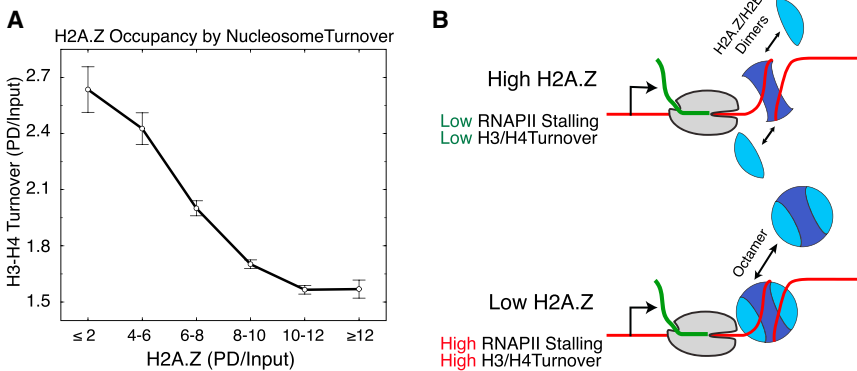 A
H2A.Z Occupancy by NucleosomeTurnover
H3-H4 Turnover (PD/Input)
2.7
2.4
2.1
1.8
1.5
≤ 2
4-6
6-8
8-10
10-12
≥12
H2A.Z (PD/Input)
B
H2A.Z/H2B
Dimers
High H2A.Z
Low RNAPII Stalling
Low H3/H4Turnover
Octamer
Low H2A.Z
High RNAPII Stalling
High H3/H4Turnover